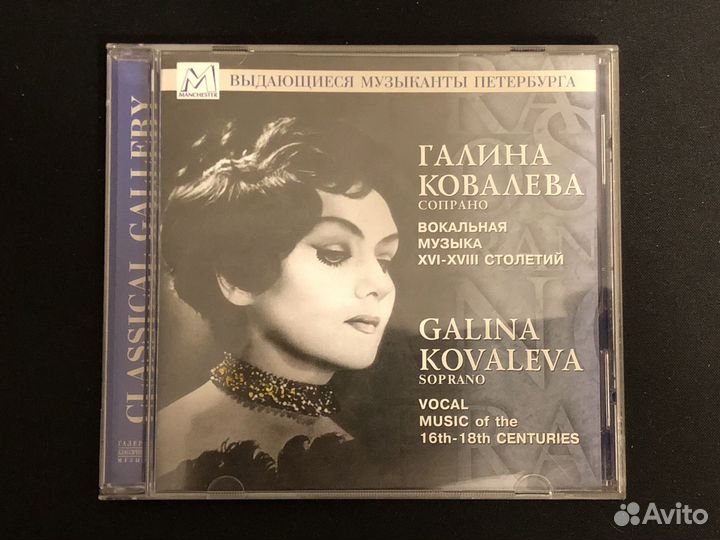 MANCHESTER
ВЫДАЮЩИЕСЯ МУЗЫКАНТЫ ПЕТЕРБУРГА
CLASSICAL GALLERY
ГАЛИНА
КОВАЛЕВА
СОПРАНО
ВОКАЛЬНАЯ
МУЗЫКА
XVI-XVIII СТОЛЕТИЙ
GALINA
KOVALEVA
SOPRANO
VOCAL
MUSIC of the
16th-18th CENTURIES
Avito